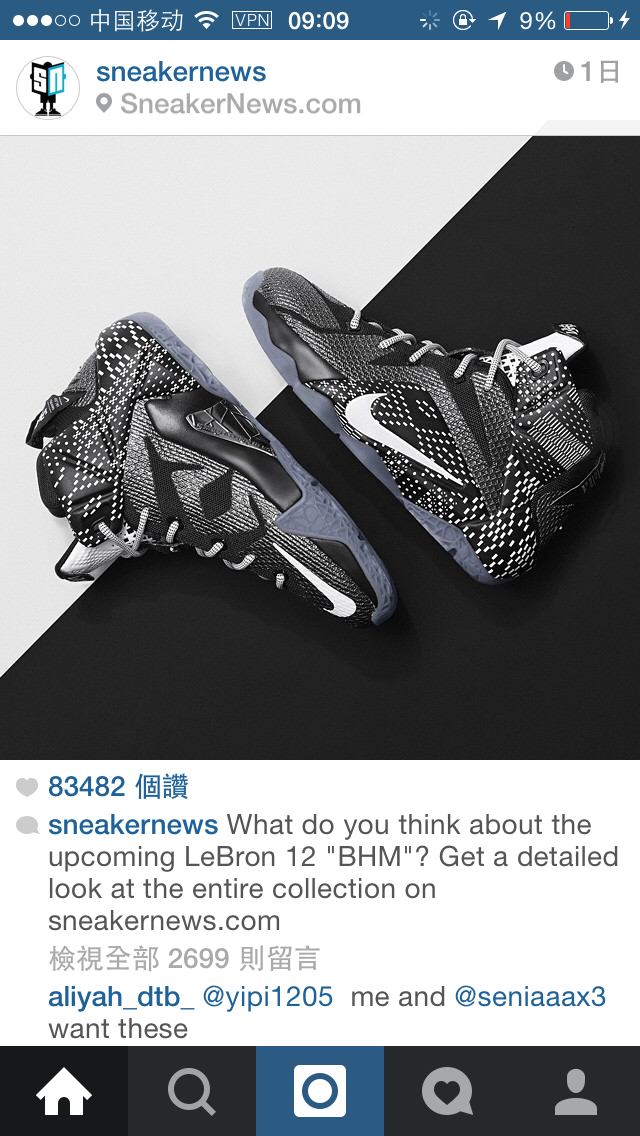 中国移动 VPN 09:09 9%
sneakernews 1日
SneakerNews.com
83482 個讚
sneakernews What do you think about the
upcoming LeBron 12 "BHM"? Get a detailed
look at the entire collection on
sneakernews.com
檢視全部 2699 則留言
aliyah_dtb_ @yipi1205 me and @seniaaax3
want these